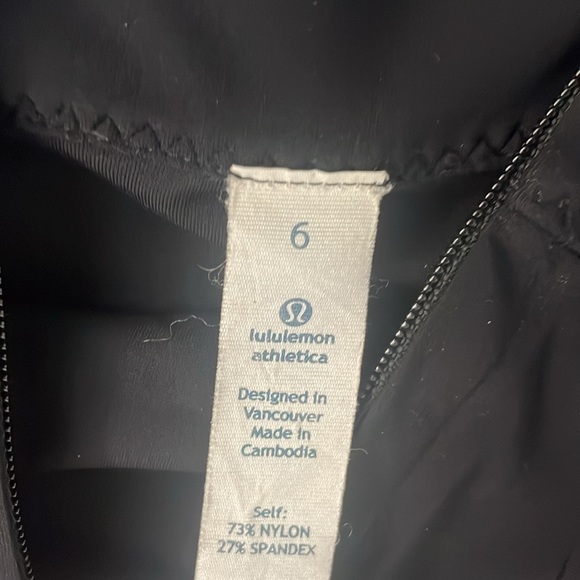 6
lululemon
athletica
Designed in
Vancouver
Made in
Cambodia
Self:
73% NYLON
27% SPANDEX